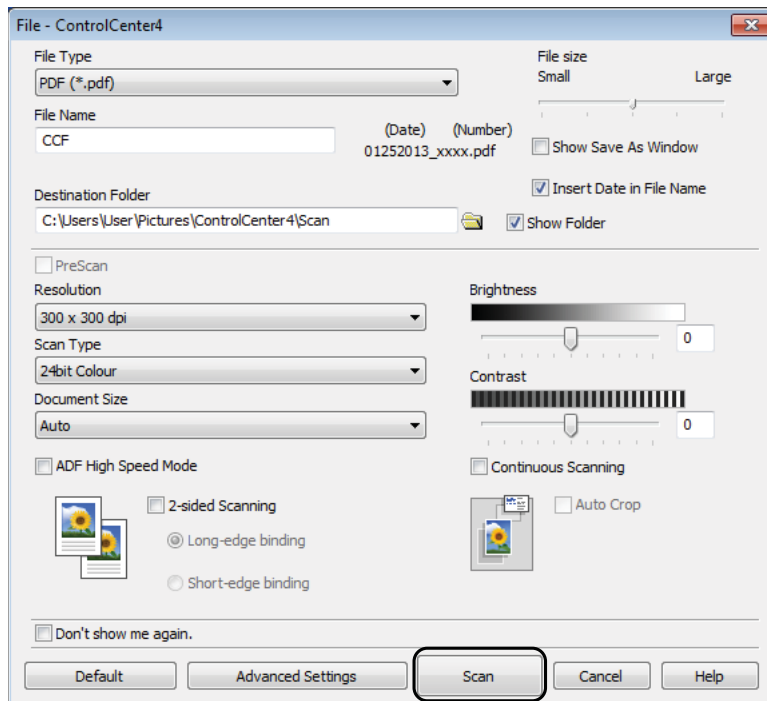 File - ControlCenter4
File Type
PDF (*.pdf)
File size
Small Large
File Name
CCF
(Date) (Number)
01252013_xxxx.pdf
Show Save As Window
Insert Date in File Name
Destination Folder
C:\Users\User\Pictures\ControlCenter4\Scan
Show Folder
PreScan
Resolution
300 x 300 dpi
Scan Type
24bit Colour
Document Size
Auto
Brightness
0
Contrast
0
ADF High Speed Mode
2-sided Scanning
Long-edge binding
Short-edge binding
Continuous Scanning
Auto Crop
Don't show me again.
Default Advanced Settings Scan Cancel Help